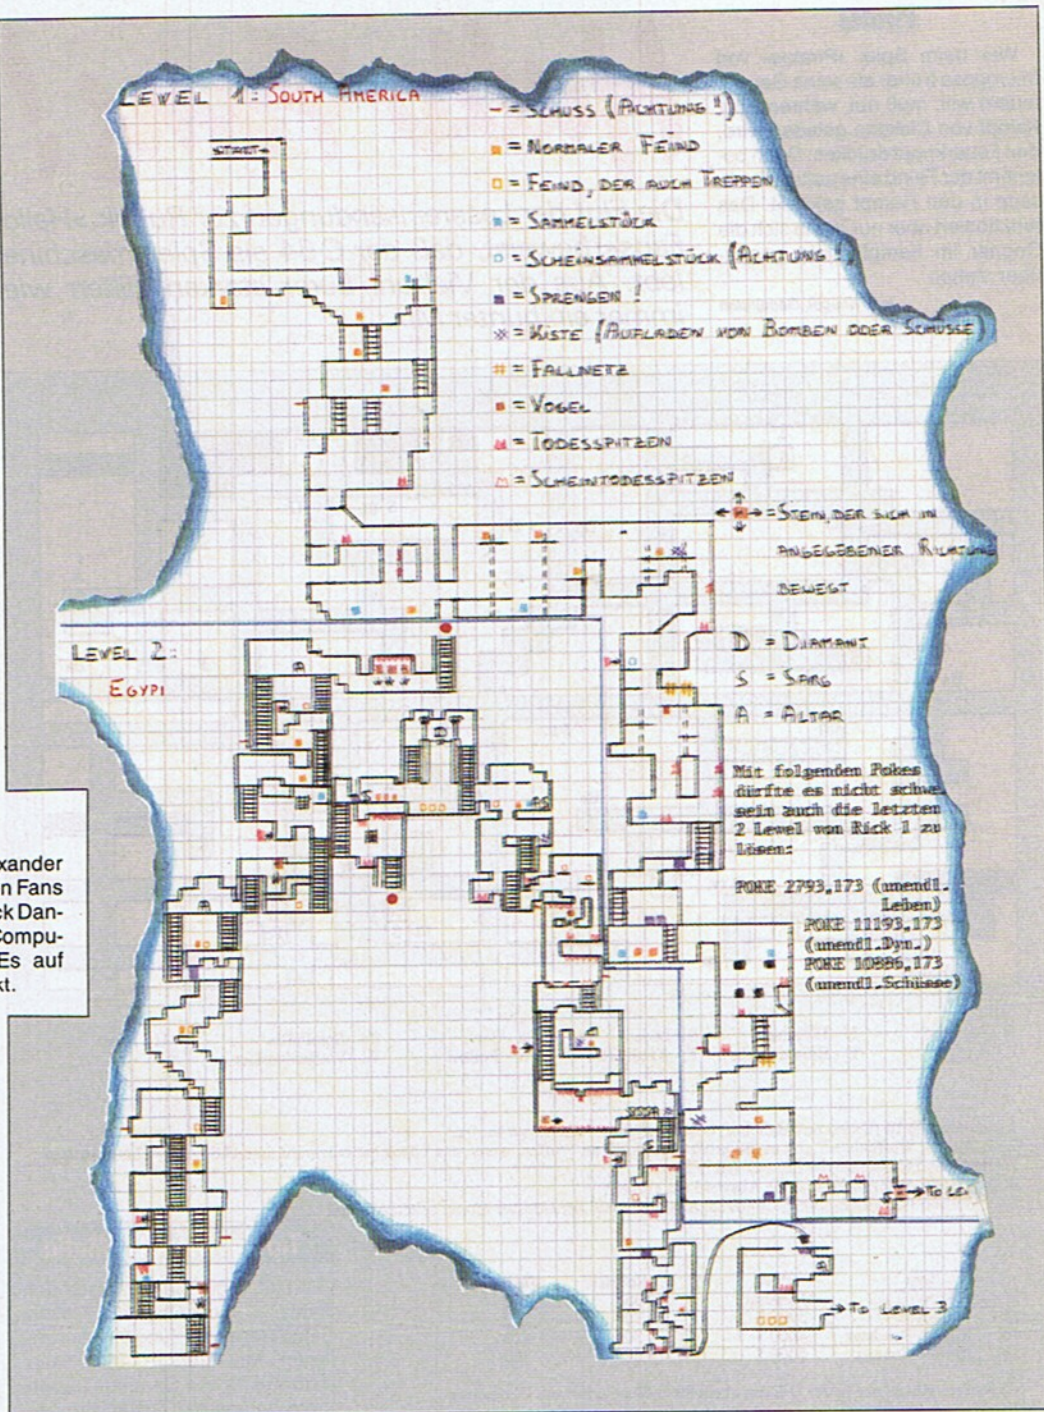 LEWEL 1: SOUTH AMERICA
START→
- = SCHUSS (ACHTUNG!!)
= NORMALER FEIND
= FEIND, DER AUCH TREPPEN
= SAMMELSTÜCK
= SCHEINSAMMELSTÜCK (ACHTUNG!)
= SPRENGEN!
= KISTE (AUFLADEN VON BOMBEN ODER SCHÜSSE)
= FALLNETZ
= VOGEL
= TODESSPITZEN
= SCHEINTODESSPITZEN
= STEIN, DER SICH IN
ANGEGEBENER RICHTUNG
BEWEGT
D = DIAMANT
S = SARG
A = ALTAR
LEVEL 2:
EGYPT
Mit folgenden Pokes
dürfte es nicht schwe
sein auch die letzten
2 Lewel von Rick 1 zu
lösen:
POKE 2793,173 (unendl.
Leben)
POKE 11193,173
(unendl.Dyn.)
POKE 10886,173
(unendl.Schüsse)
exander
n Fans
ck Dan-
Compu-
Es auf
kt.
→TO LE
→TO LEVEL 3